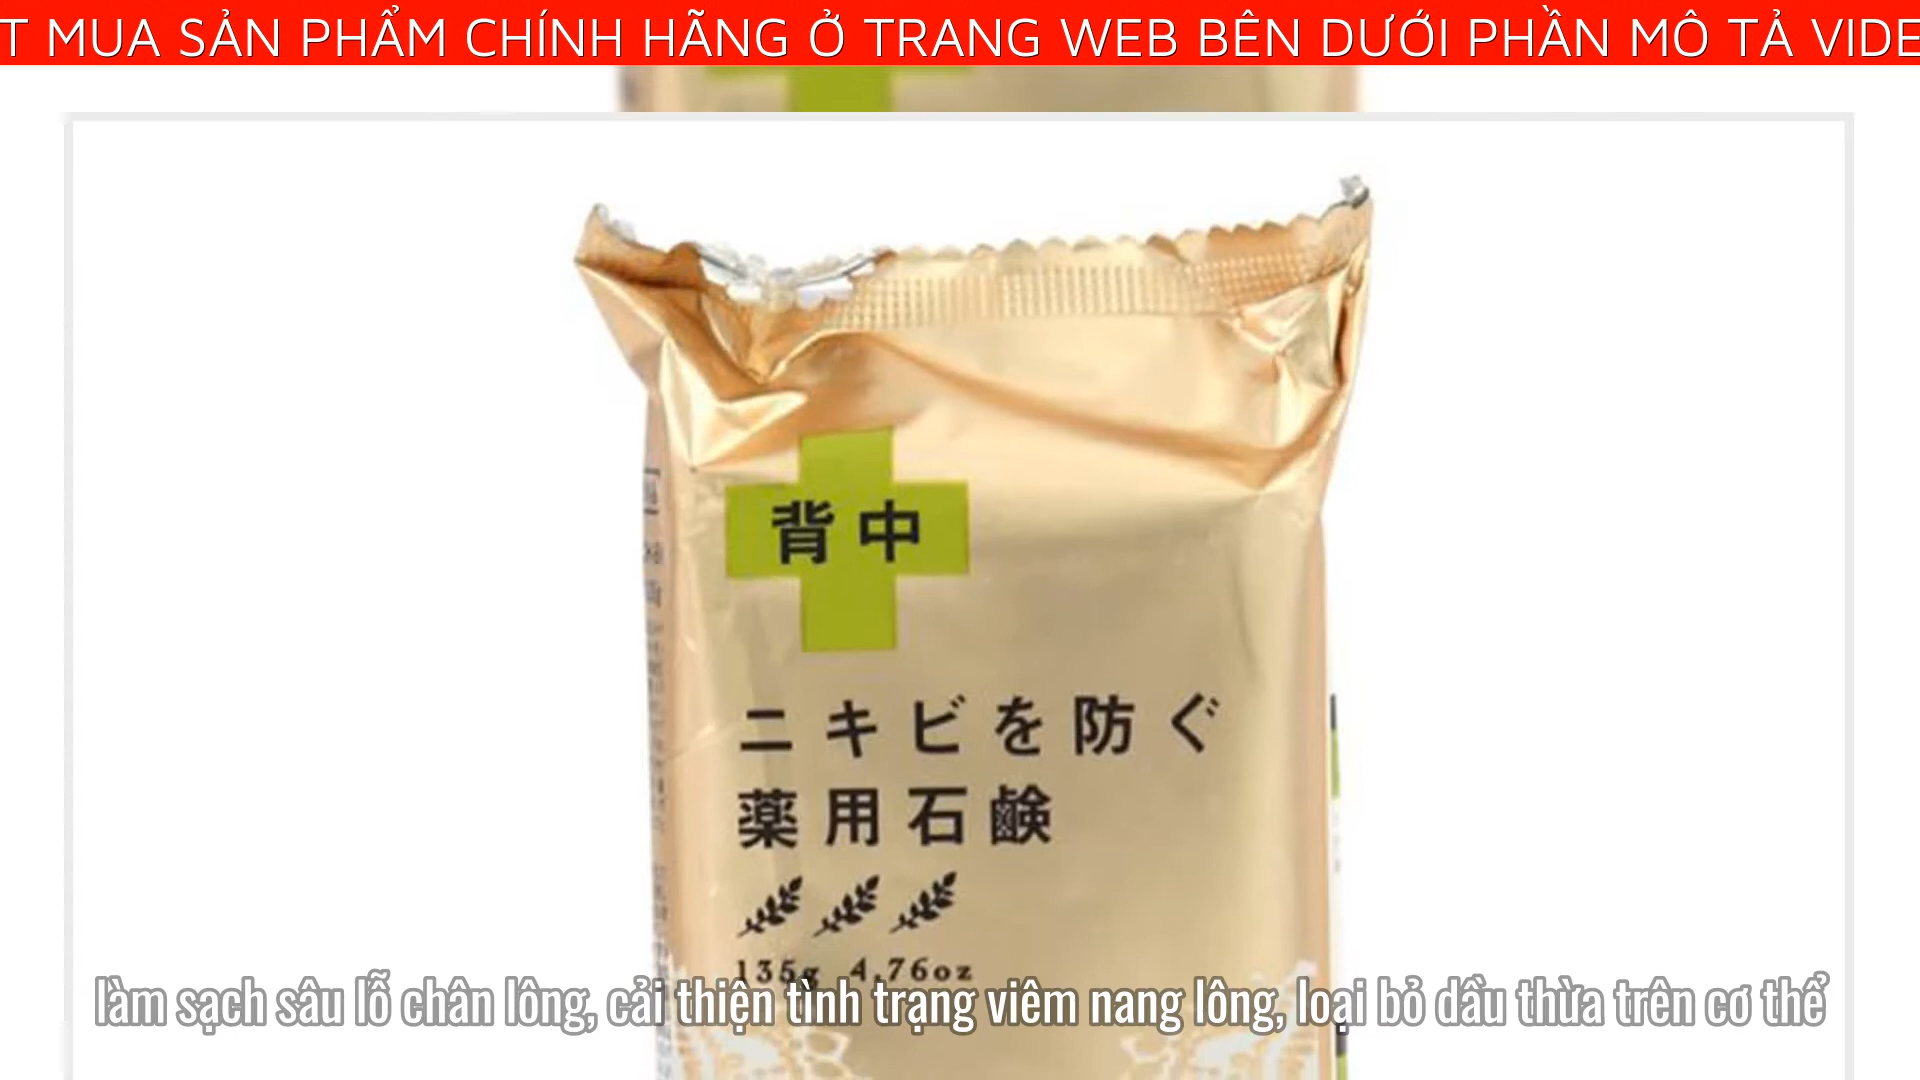 T MUA SẢN PHẨM CHÍNH HÃNG Ở TRANG WEB BÊN DƯỚI PHẦN MÔ TẢ VIDE
背中
ニキビを防ぐ
薬用石鹸
135g 4.76oz
làm sạch sâu lỗ chân lông, cải thiện tình trạng viêm nang lông, loại bỏ dầu thừa trên cơ thể